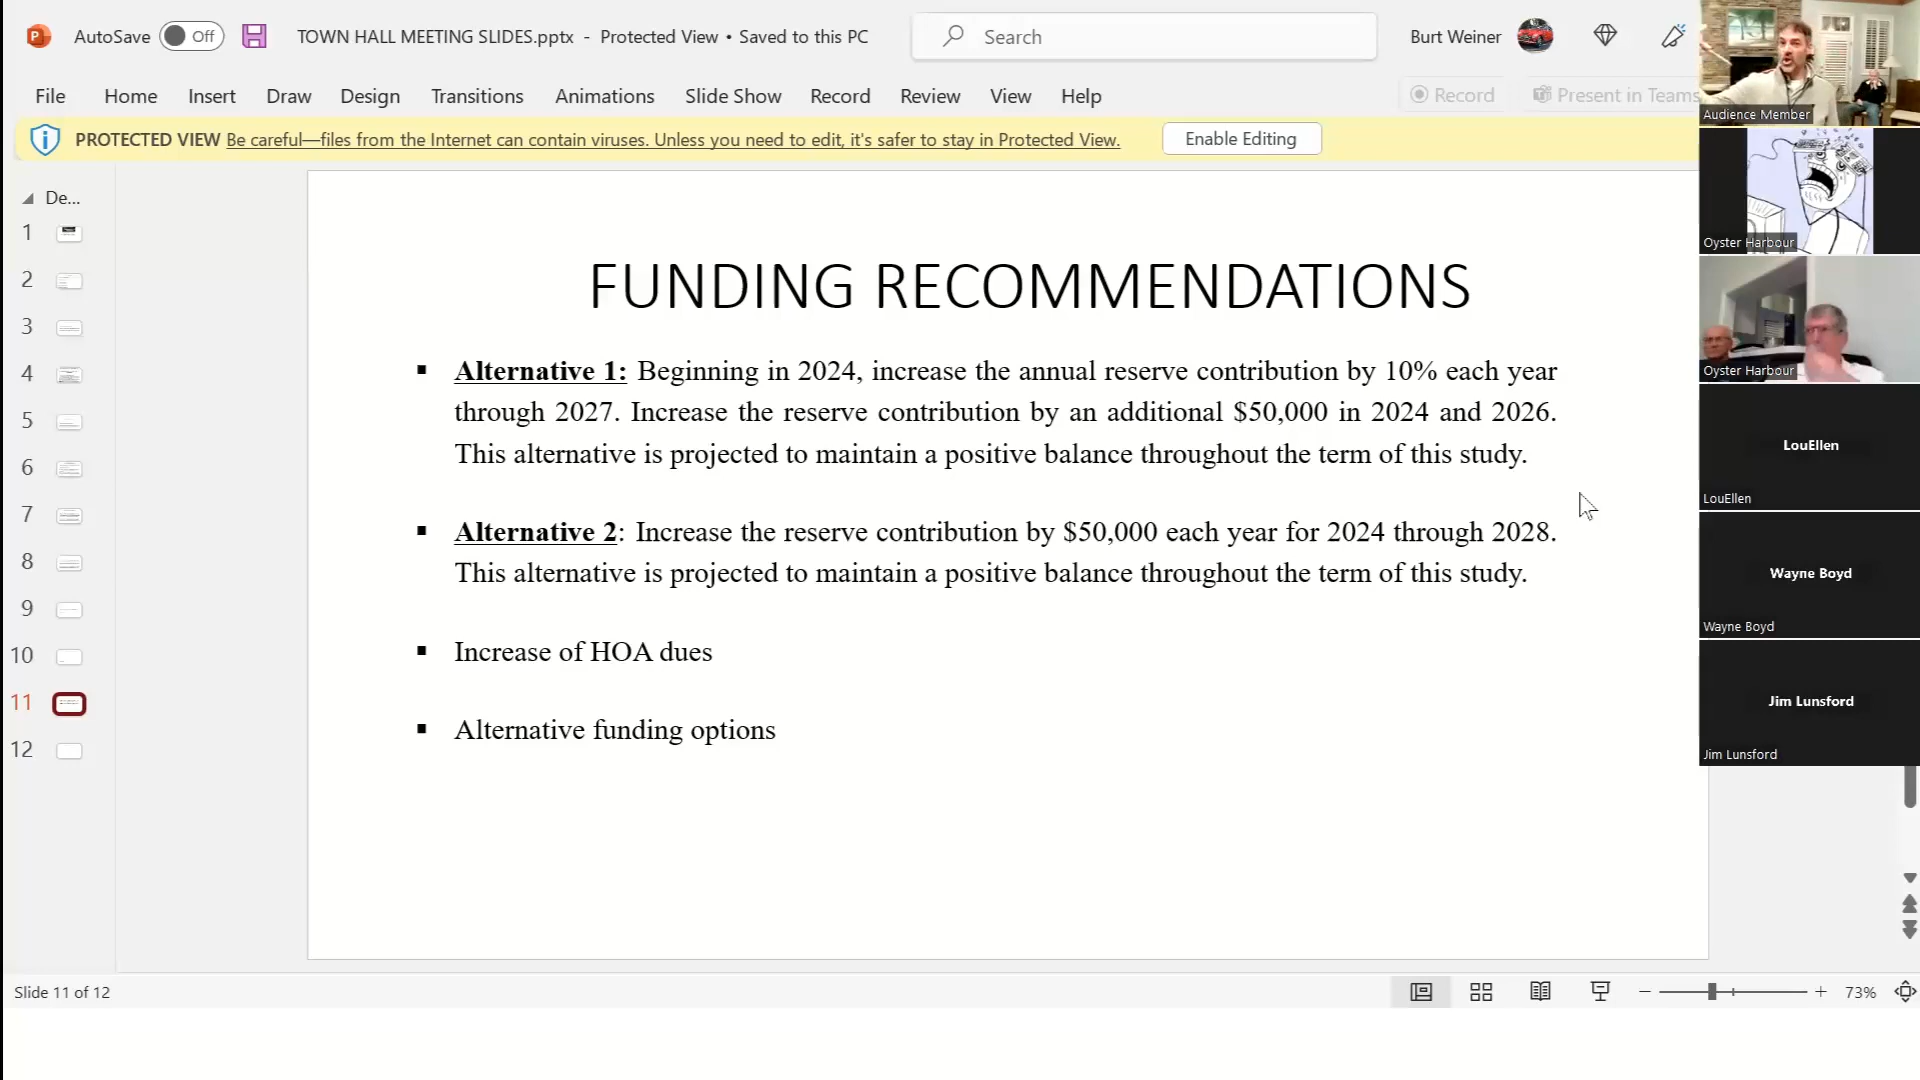 AutoSave Off TOWN HALL MEETING SLIDES.pptx - Protected View • Saved to this PC Search Burt Weiner
File Home Insert Draw Design Transitions Animations Slide Show Record Review View Help Record Present in Teams
PROTECTED VIEW Be careful—files from the Internet can contain viruses. Unless you need to edit, it's safer to stay in Protected View. Enable Editing
De...
1
2
3
4
5
6
7
8
9
10
11
12
FUNDING RECOMMENDATIONS
▪ Alternative 1: Beginning in 2024, increase the annual reserve contribution by 10% each year
through 2027. Increase the reserve contribution by an additional $50,000 in 2024 and 2026.
This alternative is projected to maintain a positive balance throughout the term of this study.
▪ Alternative 2: Increase the reserve contribution by $50,000 each year for 2024 through 2028.
This alternative is projected to maintain a positive balance throughout the term of this study.
▪ Increase of HOA dues
▪ Alternative funding options
Audience Member
Oyster Harbour
Oyster Harbour
LouEllen
LouEllen
Wayne Boyd
Wayne Boyd
Jim Lunsford
Jim Lunsford
Slide 11 of 12
73%